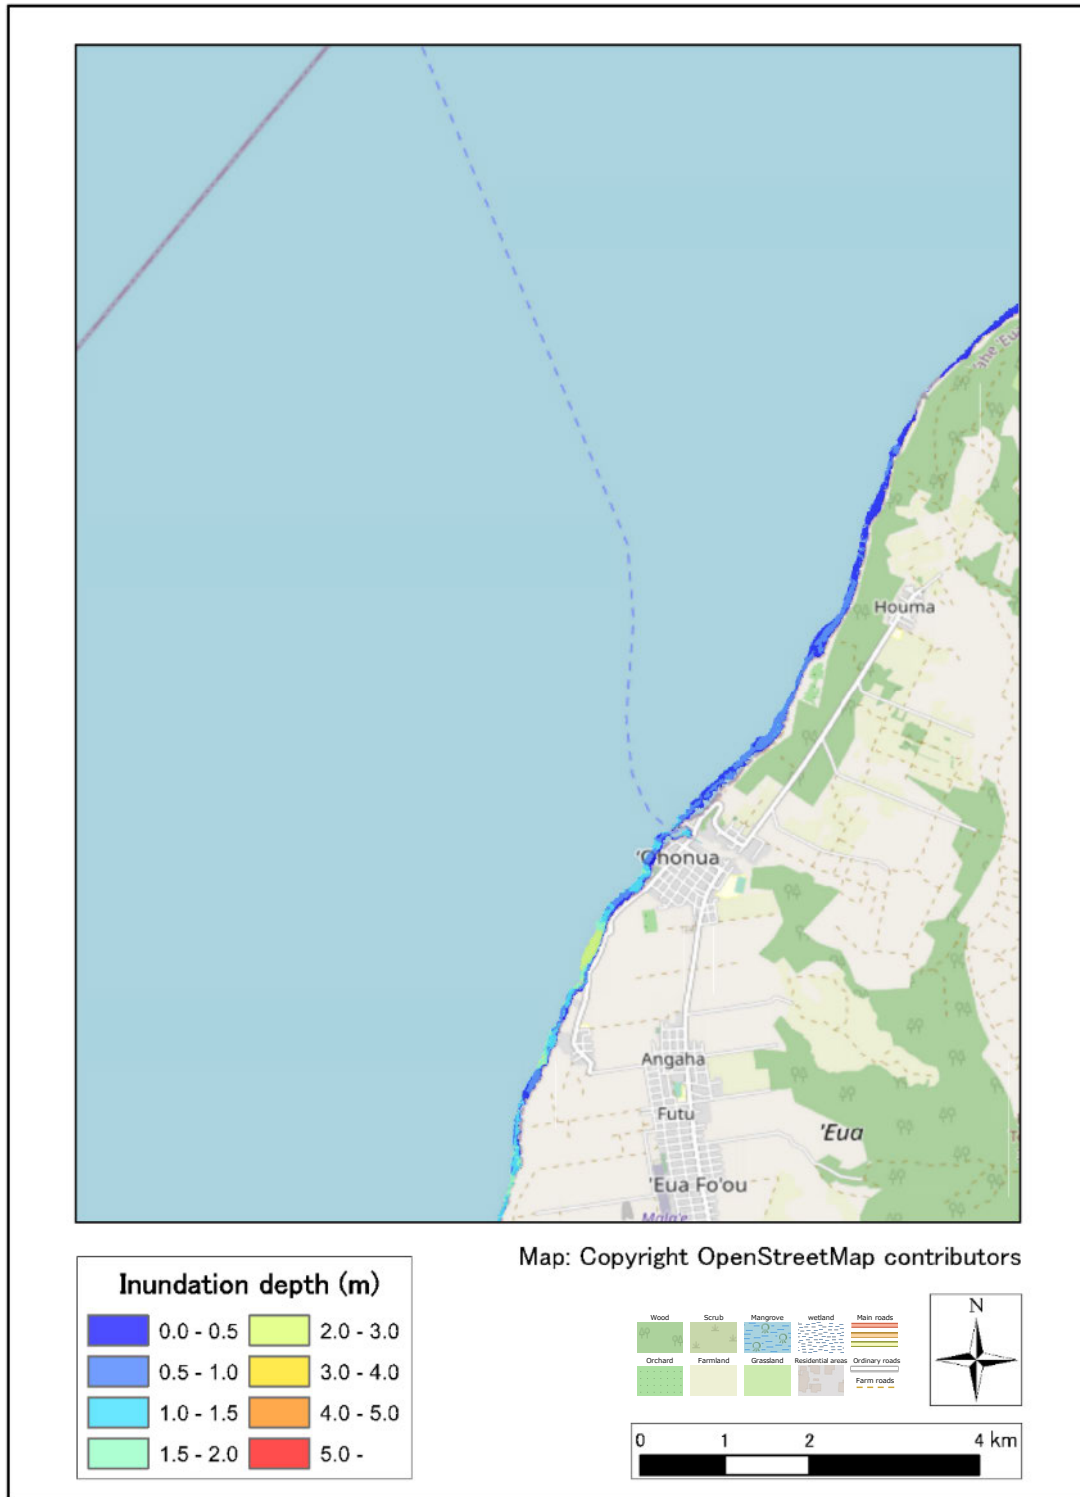 Houma
'Ohonua
Angaha
Futu
'Eua
'Eua Fo'ou
Map: Copyright OpenStreetMap contributors
Inundation depth (m)
0.0 - 0.5
2.0 - 3.0
0.5 - 1.0
3.0 - 4.0
1.0 - 1.5
4.0 - 5.0
1.5 - 2.0
5.0 -
Wood
Scrub
Mangrove
wetland
Main roads
Orchard
Farmland
Grassland
Residential areas
Ordinary roads
Farm roads
N
0 1 2 4 km